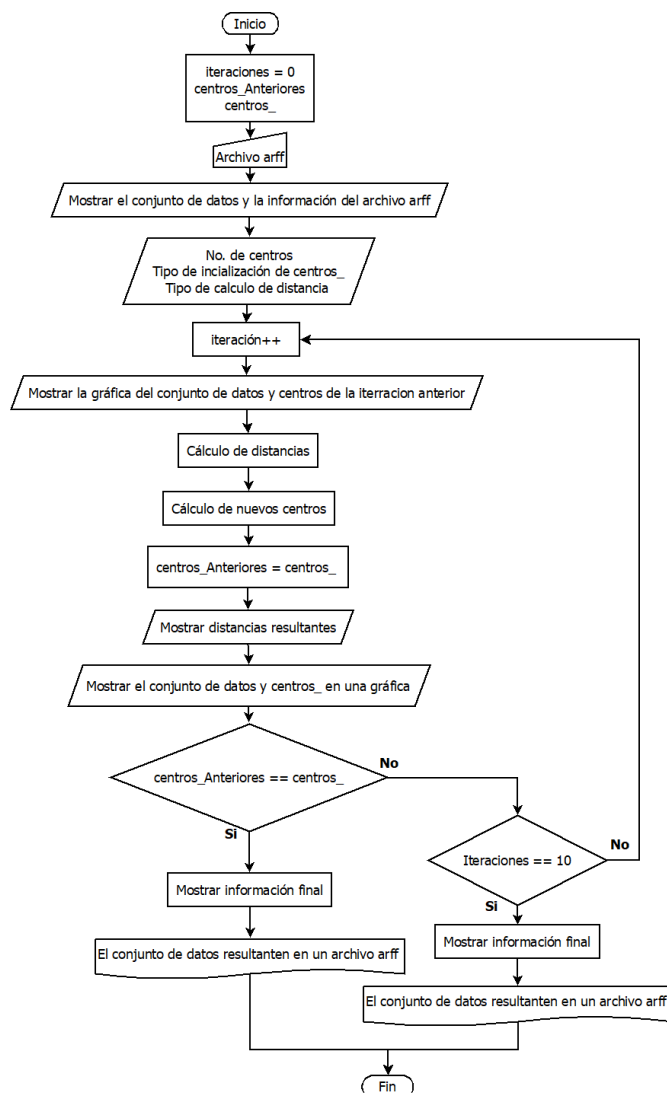 Inicio
iteraciones = 0
centros_Anteriores
centros_
Archivo arff
Mostrar el conjunto de datos y la información del archivo arff
No. de centros
Tipo de incialización de centros_
Tipo de calculo de distancia
iteración++
Mostrar la gráfica del conjunto de datos y centros de la iterracion anterior
Cálculo de distancias
Cálculo de nuevos centros
centros_Anteriores = centros_
Mostrar distancias resultantes
Mostrar el conjunto de datos y centros_ en una gráfica
centros_Anteriores == centros_
No
Si
Iteraciones == 10
No
Si
Mostrar información final
Mostrar información final
El conjunto de datos resultanten en un archivo arff
El conjunto de datos resultanten en un archivo arff
Fin